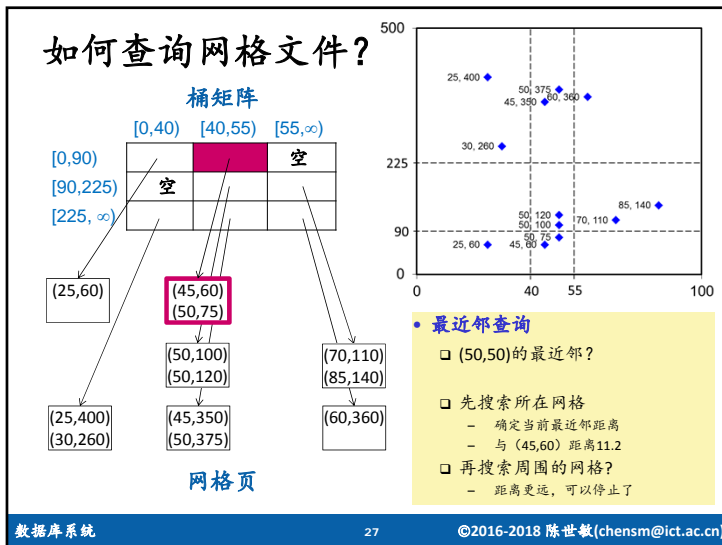 如何查询网格文件?
桶矩阵
[0,40) [40,55) [55,∞)
[0,90) 空
[90,225) 空
[225, ∞)
(25,60)
(45,60)
(50,75)
(50,100)
(50,120)
(70,110)
(85,140)
(25,400)
(30,260)
(45,350)
(50,375)
(60,360)
网格页
500
25, 400
50, 375
45, 350
60, 360
30, 260
225
85, 140
50, 120
70, 110
50, 100
90
50, 75
25, 60
45, 60
0
0 40 55 100
• 最近邻查询
□ (50,50)的最近邻?
□ 先搜索所在网格
– 确定当前最近邻距离
– 与（45,60）距离11.2
□ 再搜索周围的网格?
– 距离更远，可以停止了
数据库系统 27 ©2016-2018 陈世敏(chensm@ict.ac.cn)